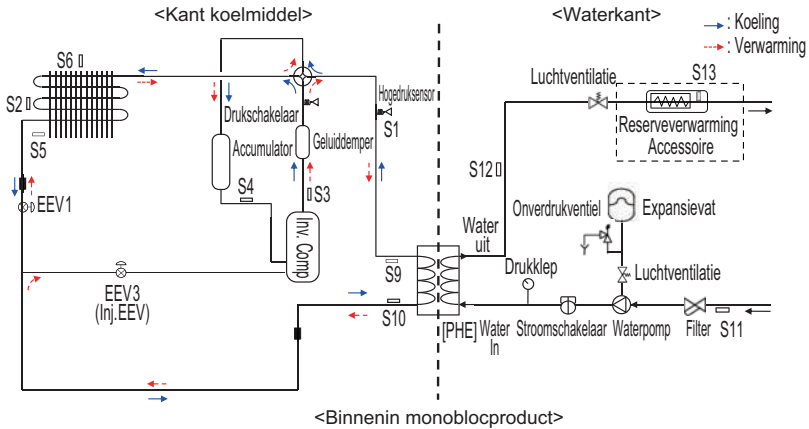 <Kant koelmiddel>
<Waterkant>
: Koeling
: Verwarming
S6
S2
S5
EEV1
EEV3
(Inj.EEV)
Drukschakelaar
Accumulator
S4
Geluiddemper
S3
Inv. Comp
Hogedruksensor
S1
S9
S10
[PHE]
Water
uit
Water
In
S12
Luchtventilatie
S13
Reserveverwarming
Accessoire
Onverdrukventiel
Expansievat
Luchtventilatie
Drukklep
Stroomschakelaar
Waterpomp
Filter
S11
<Binnenin monoblocproduct>